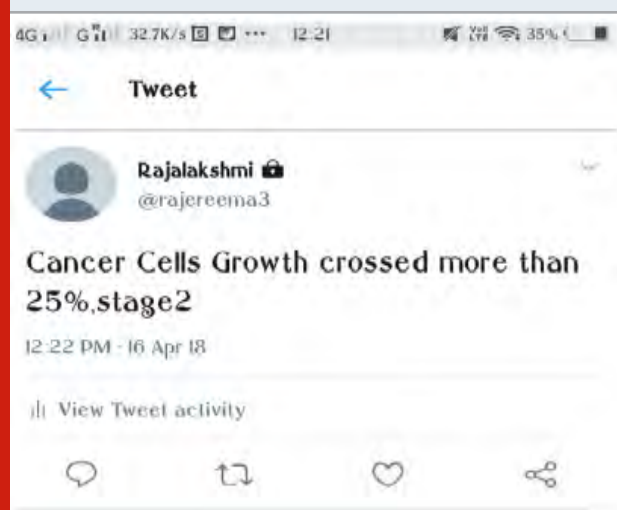 4G G 32.7K/s ... 12:21 35%
Tweet
Rajalakshmi
@rajereema3
Cancer Cells Growth crossed more than
25%,stage2
12:22 PM · 16 Apr 18
View Tweet activity